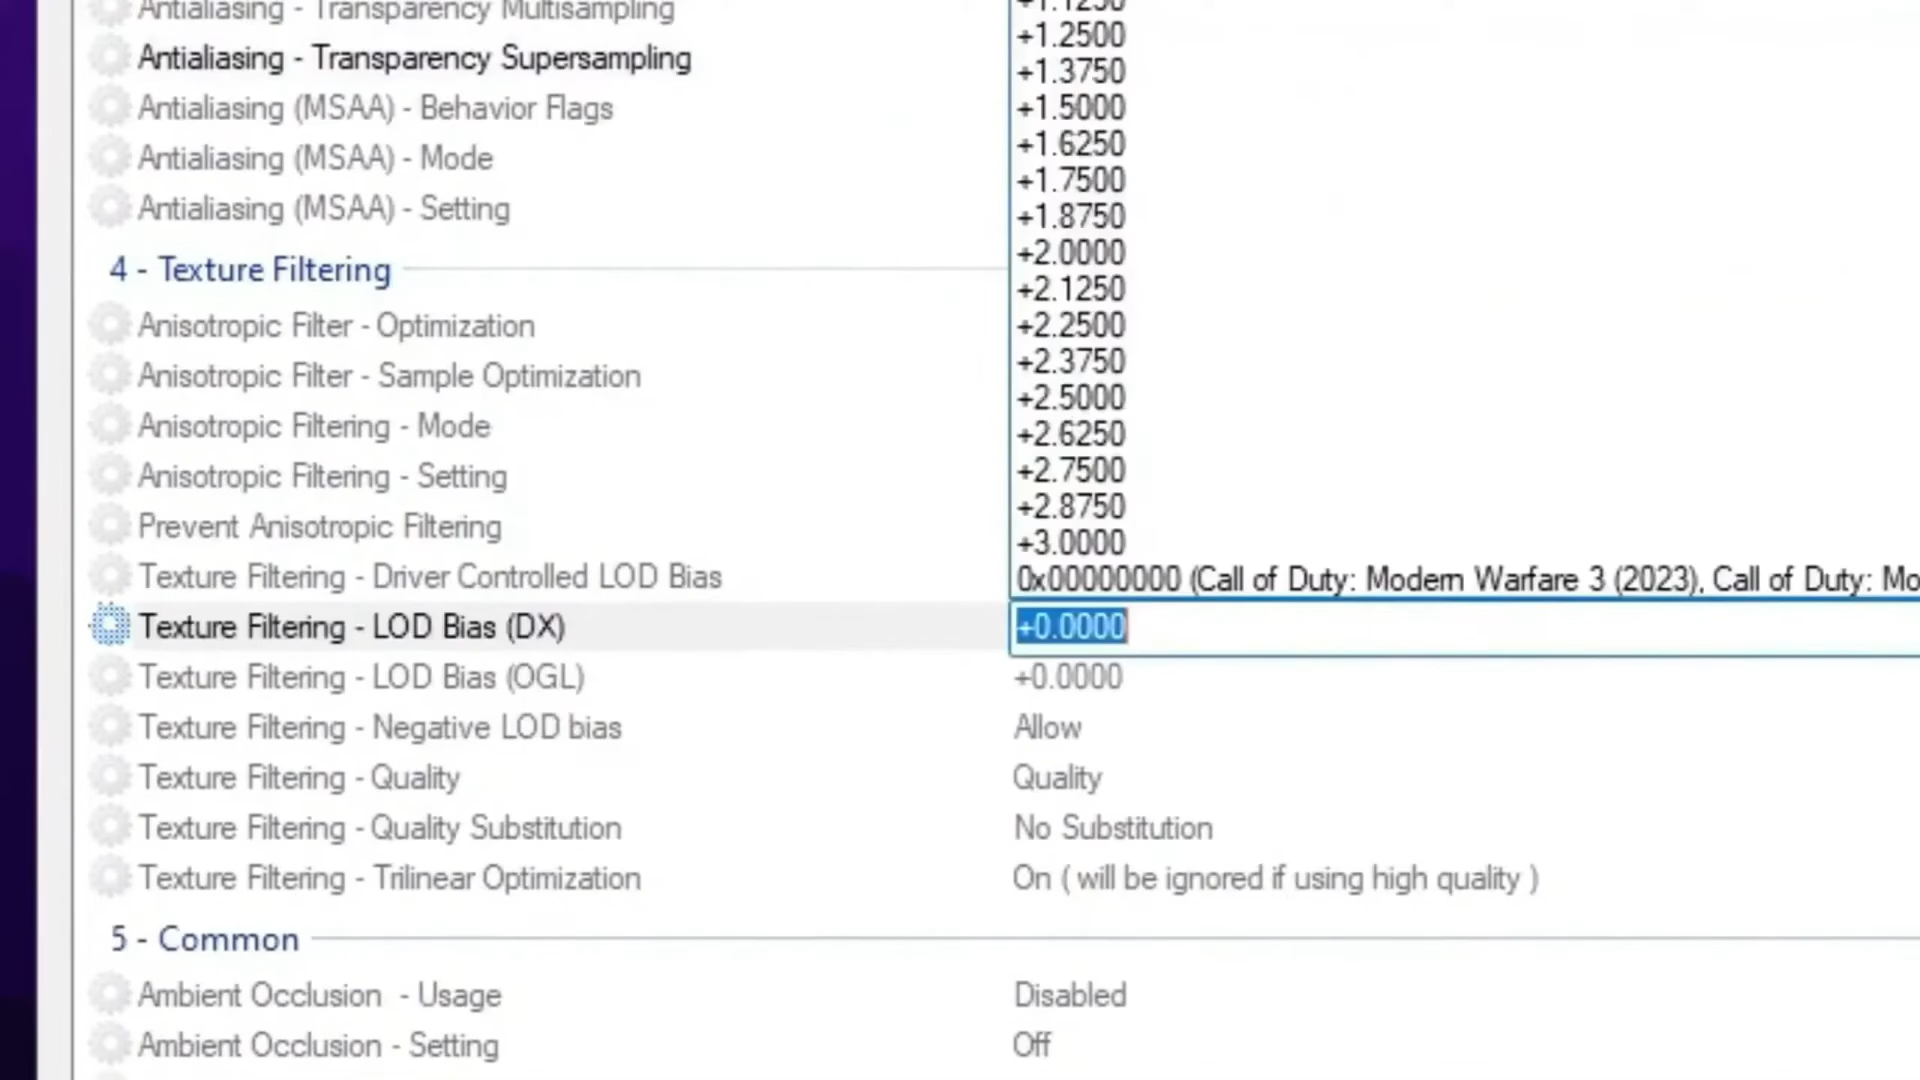 Antialiasing - Transparency Multisampling
Antialiasing - Transparency Supersampling
Antialiasing (MSAA) - Behavior Flags
Antialiasing (MSAA) - Mode
Antialiasing (MSAA) - Setting
4 - Texture Filtering
Anisotropic Filter - Optimization
Anisotropic Filter - Sample Optimization
Anisotropic Filtering - Mode
Anisotropic Filtering - Setting
Prevent Anisotropic Filtering
Texture Filtering - Driver Controlled LOD Bias
+1.1250
+1.2500
+1.3750
+1.5000
+1.6250
+1.7500
+1.8750
+2.0000
+2.1250
+2.2500
+2.3750
+2.5000
+2.6250
+2.7500
+2.8750
+3.0000
0x00000000 (Call of Duty: Modern Warfare 3 (2023), Call of Duty: Mo
Texture Filtering - LOD Bias (DX) +0.0000
Texture Filtering - LOD Bias (OGL) +0.0000
Texture Filtering - Negative LOD bias Allow
Texture Filtering - Quality Quality
Texture Filtering - Quality Substitution No Substitution
Texture Filtering - Trilinear Optimization On ( will be ignored if using high quality )
5 - Common
Ambient Occlusion - Usage Disabled
Ambient Occlusion - Setting Off